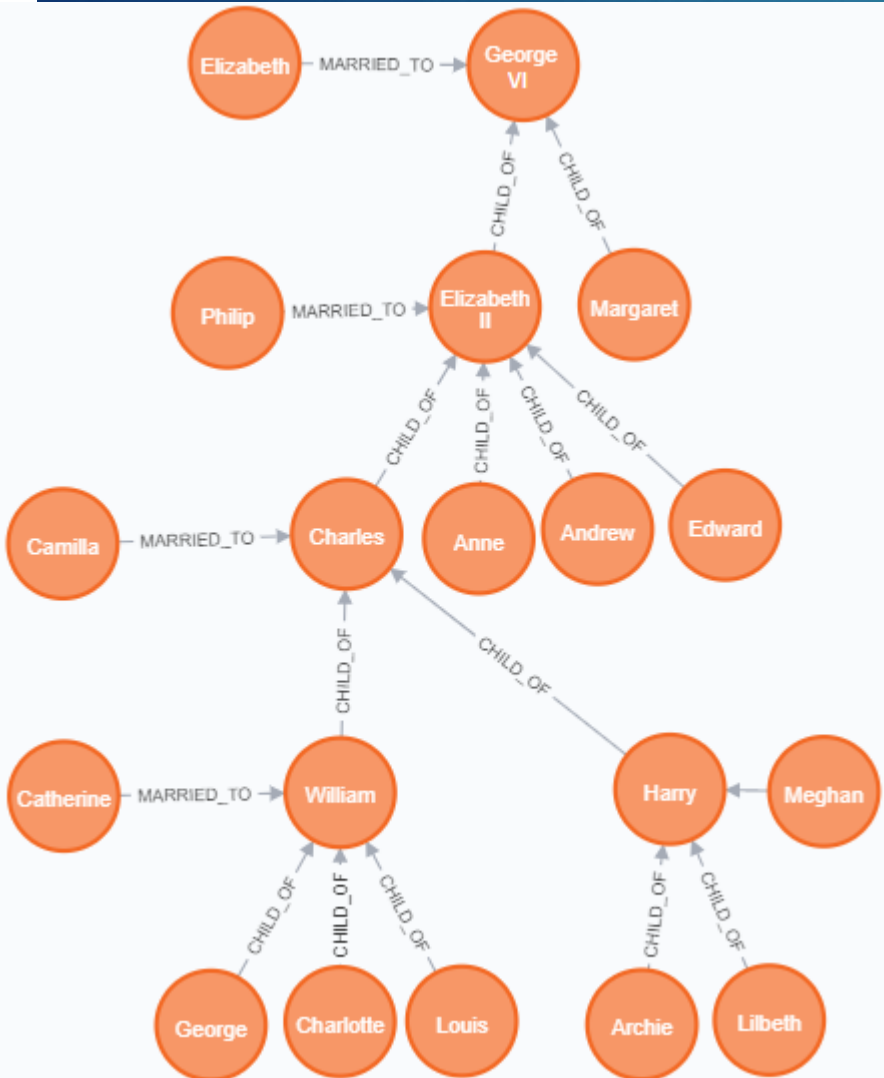 Elizabeth
MARRIED_TO
George
VI
CHILD_OF
CHILD_OF
Philip
MARRIED_TO
Elizabeth
II
Margaret
CHILD_OF
CHILD_OF
CHILD_OF
CHILD_OF
Camilla
MARRIED_TO
Charles
Anne
Andrew
Edward
CHILD_OF
CHILD_OF
Catherine
MARRIED_TO
William
Harry
Meghan
CHILD_OF
CHILD_OF
CHILD_OF
CHILD_OF
CHILD_OF
George
Charlotte
Louis
Archie
Lilbeth